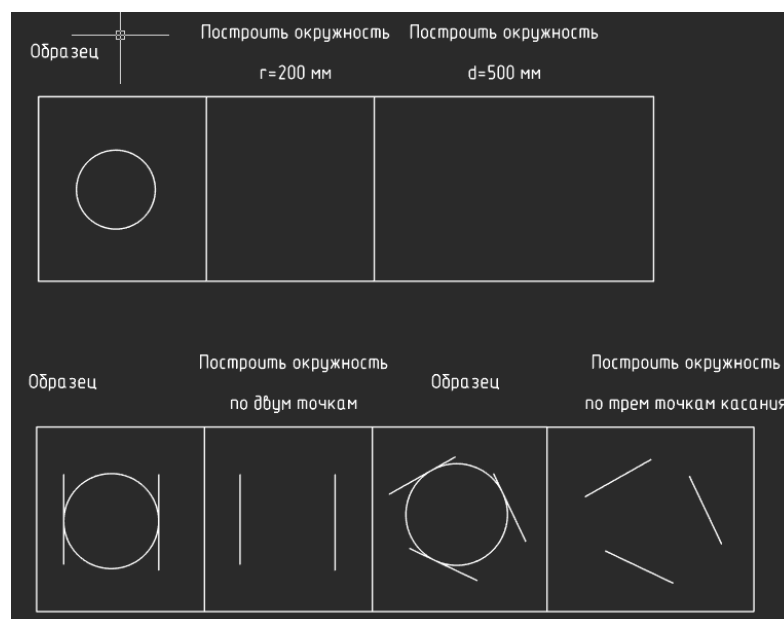 Образец
Построить окружность
r=200 мм
Построить окружность
d=500 мм
Образец
Построить окружность
по двум точкам
Образец
Построить окружность
по трем точкам касания